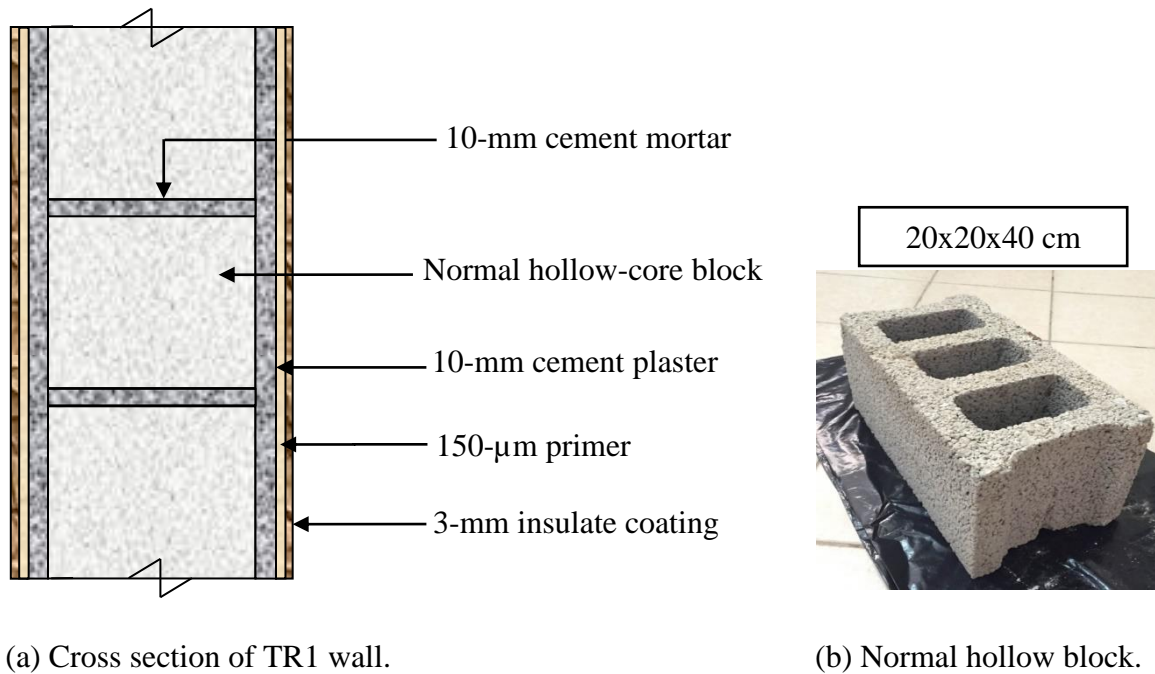 10-mm cement mortar
20x20x40 cm
Normal hollow-core block
10-mm cement plaster
150-µm primer
3-mm insulate coating
(a) Cross section of TR1 wall.
(b) Normal hollow block.